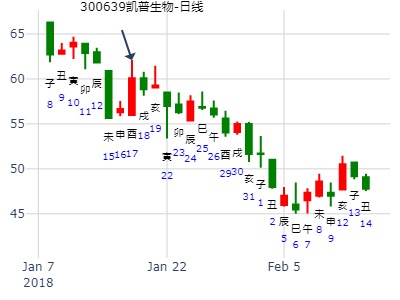 300639凯普生物-日线
65
60
55
50
45
子 丑 寅 卯 辰 未 申 酉 戌 亥 寅 卯 辰 巳 午 酉 戌 亥 子 丑 辰 巳 午 未 申 亥 子 丑
8 9 10 11 12 15 16 17 18 19 22 23 24 25 26 29 30 31 1 2 5 6 7 8 9 12 13 14
Jan 7 Jan 22 Feb 5
2018